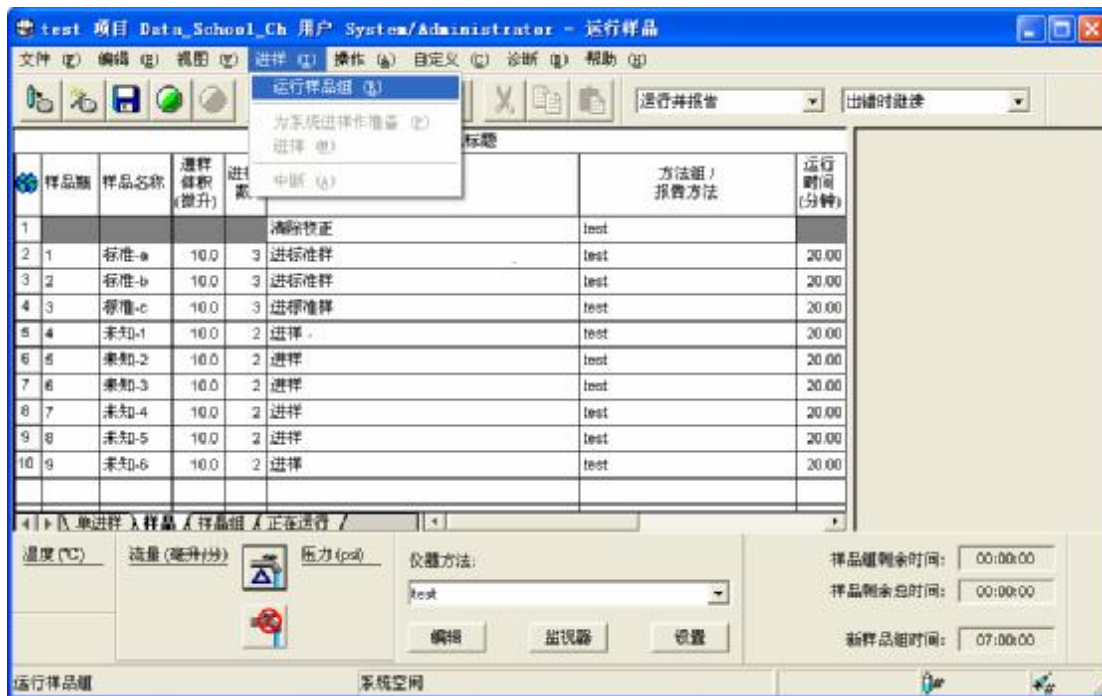 test 项目 Data_School_Ch 用户 System/Administrator - 运行样品
文件 (F) 编辑 (E) 视图 (V) 进样 (I) 操作 (A) 自定义 (C) 诊断 (D) 帮助 (H)
运行样品组 (R)
为系统进样作准备 (P)
进样
中断 (A)
运行并报告 出错时继续
标题
样品瓶 样品名称 进样体积(微升) 进 数 方法组 / 报告方法 运行时间(分钟)
1 清除校正 test
2 1 标准-a 10.0 3 进标准样 test 20.00
3 2 标准-b 10.0 3 进标准样 test 20.00
4 3 标准-c 10.0 3 进标准样 test 20.00
5 4 未知-1 10.0 2 进样 test 20.00
6 5 未知-2 10.0 2 进样 test 20.00
7 6 未知-3 10.0 2 进样 test 20.00
8 7 未知-4 10.0 2 进样 test 20.00
9 8 未知-5 10.0 2 进样 test 20.00
10 9 未知-6 10.0 2 进样 test 20.00
单进样 样品 样品组 正在运行
温度(℃) 流量(毫升/分) 压力(psi) 仪器方法: 样品组剩余时间: 00:00:00
test 样品剩余总时间: 00:00:00
编辑 监视器 设置 新样品组时间: 07:00:00
运行样品组 系统空闲